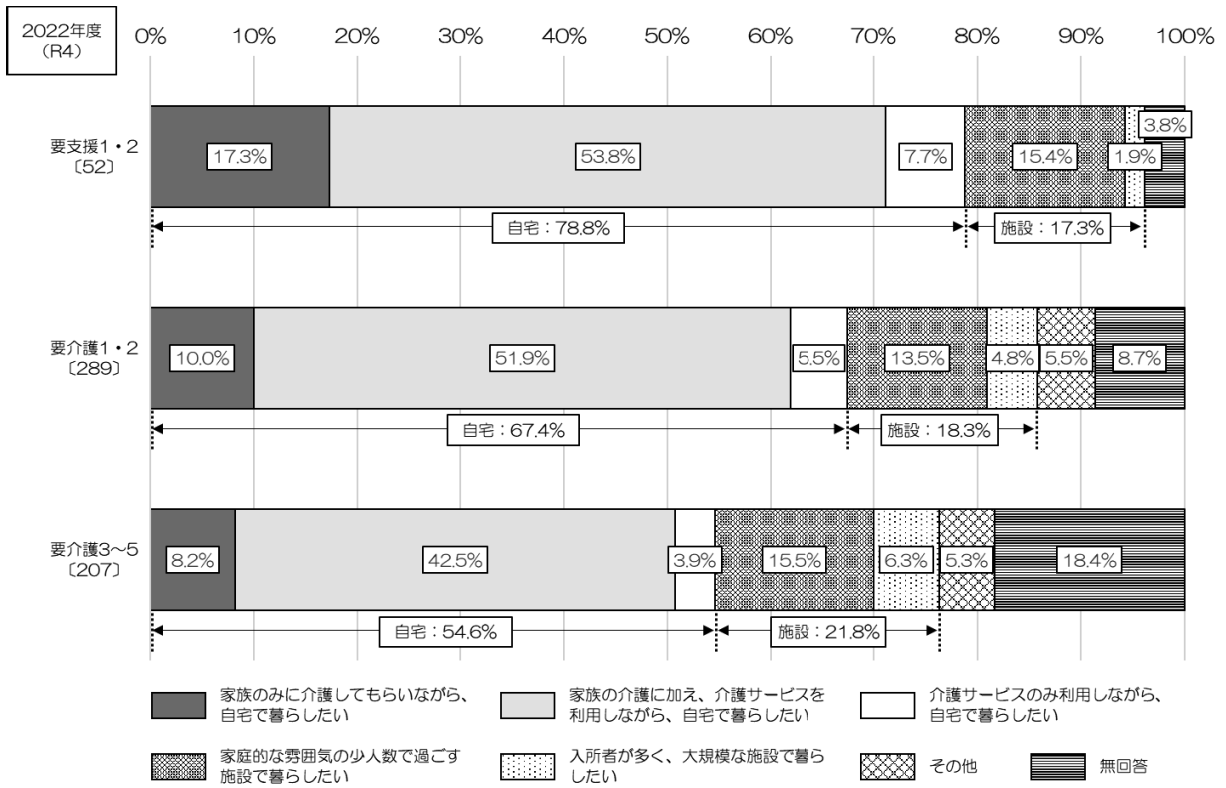 2022年度
(R4)
0% 10% 20% 30% 40% 50% 60% 70% 80% 90% 100%
要支援1・2
〔52〕
17.3% 53.8% 7.7% 15.4% 1.9% 3.8%
自宅：78.8% 施設：17.3%
要介護1・2
〔289〕
10.0% 51.9% 5.5% 13.5% 4.8% 5.5% 8.7%
自宅：67.4% 施設：18.3%
要介護3～5
〔207〕
8.2% 42.5% 3.9% 15.5% 6.3% 5.3% 18.4%
自宅：54.6% 施設：21.8%
家族のみに介護してもらいながら、
自宅で暮らしたい
家族の介護に加え、介護サービスを
利用しながら、自宅で暮らしたい
介護サービスのみ利用しながら、
自宅で暮らしたい
家庭的な雰囲気の少人数で過ごす
施設で暮らしたい
入所者が多く、大規模な施設で暮ら
したい
その他
無回答